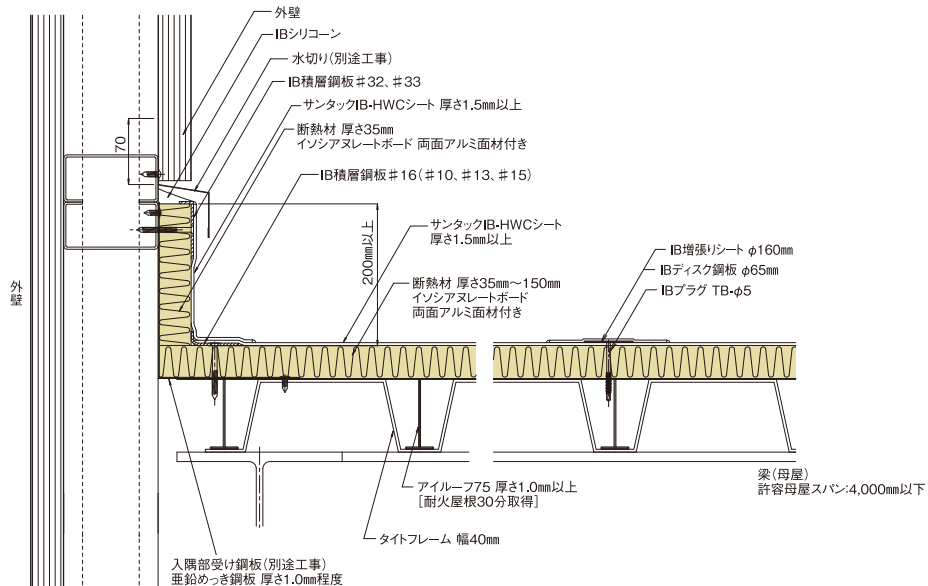 外壁
IBシリコーン
水切り(別途工事)
IB積層鋼板♯32、♯33
サンタックIB-HWCシート 厚さ1.5mm以上
断熱材 厚さ35mm
イソシアヌレートボード 両面アルミ面材付き
IB積層鋼板♯16(♯10、♯13、♯15)
70
200mm以上
サンタックIB-HWCシート
厚さ1.5mm以上
断熱材 厚さ35mm～150mm
イソシアヌレートボード
両面アルミ面材付き
IB増張りシート φ160mm
IBディスク鋼板 φ65mm
IBプラグ TB-φ5
外壁
アイルーフ75 厚さ1.0mm以上
[耐火屋根30分取得]
タイトフレーム 幅40mm
梁(母屋)
許容母屋スパン:4,000mm以下
入隅部受け鋼板(別途工事)
亜鉛めっき鋼板 厚さ1.0mm程度